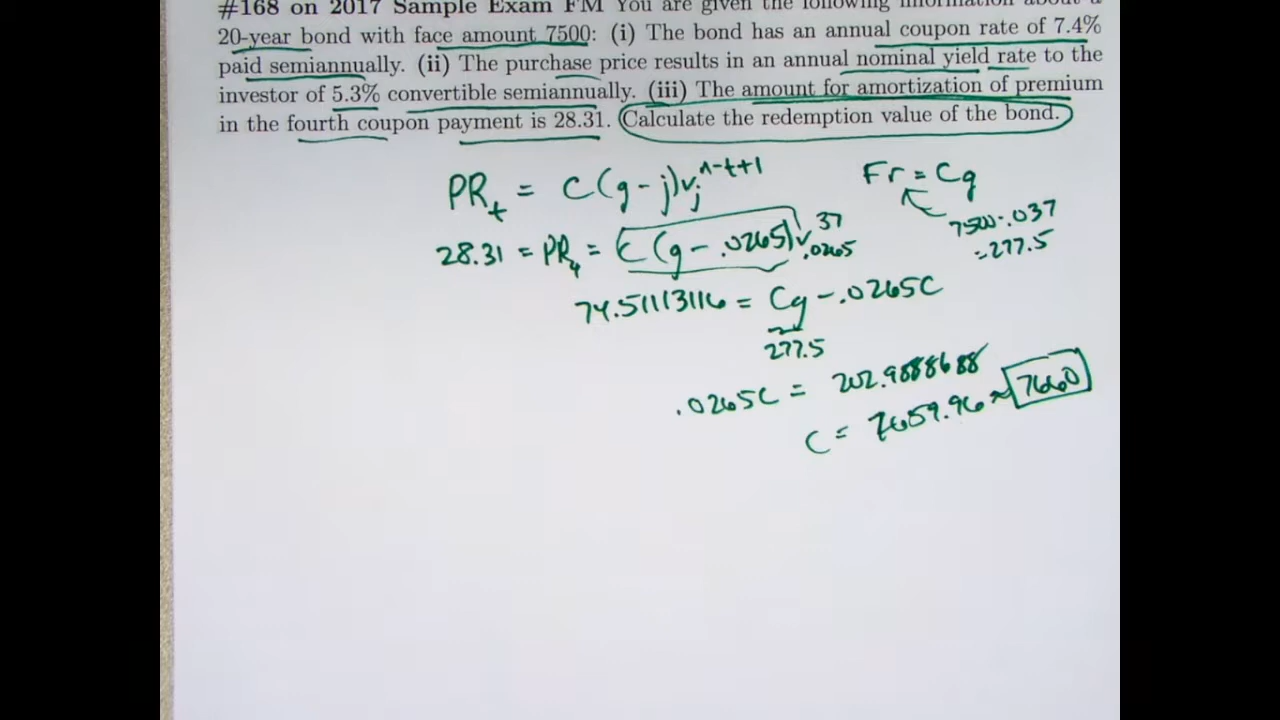 #168 on 2017 Sample Exam FM You are given the following information about a
20-year bond with face amount 7500: (i) The bond has an annual coupon rate of 7.4%
paid semiannually. (ii) The purchase price results in an annual nominal yield rate to the
investor of 5.3% convertible semiannually. (iii) The amount for amortization of premium
in the fourth coupon payment is 28.31. Calculate the redemption value of the bond.
PR_t = C(g-j)v_j^{n-t+1} Fr = Cg
7500·.037
=277.5
28.31 = PR_4 = C(g-.0265)v_{.0265}^{37}
74.51113116 = Cg-.0265C
277.5
.0265C = 202.9888688
C = 7659.96 ≈ 7660